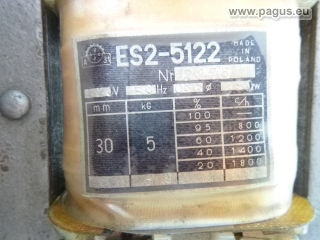 © www.pagus.eu
ES2-5122
MADE IN POLAND
Nr
V Hz
mm kG % c/h
30 5
100 —
95 800
60 1200
40 1400
20 1800